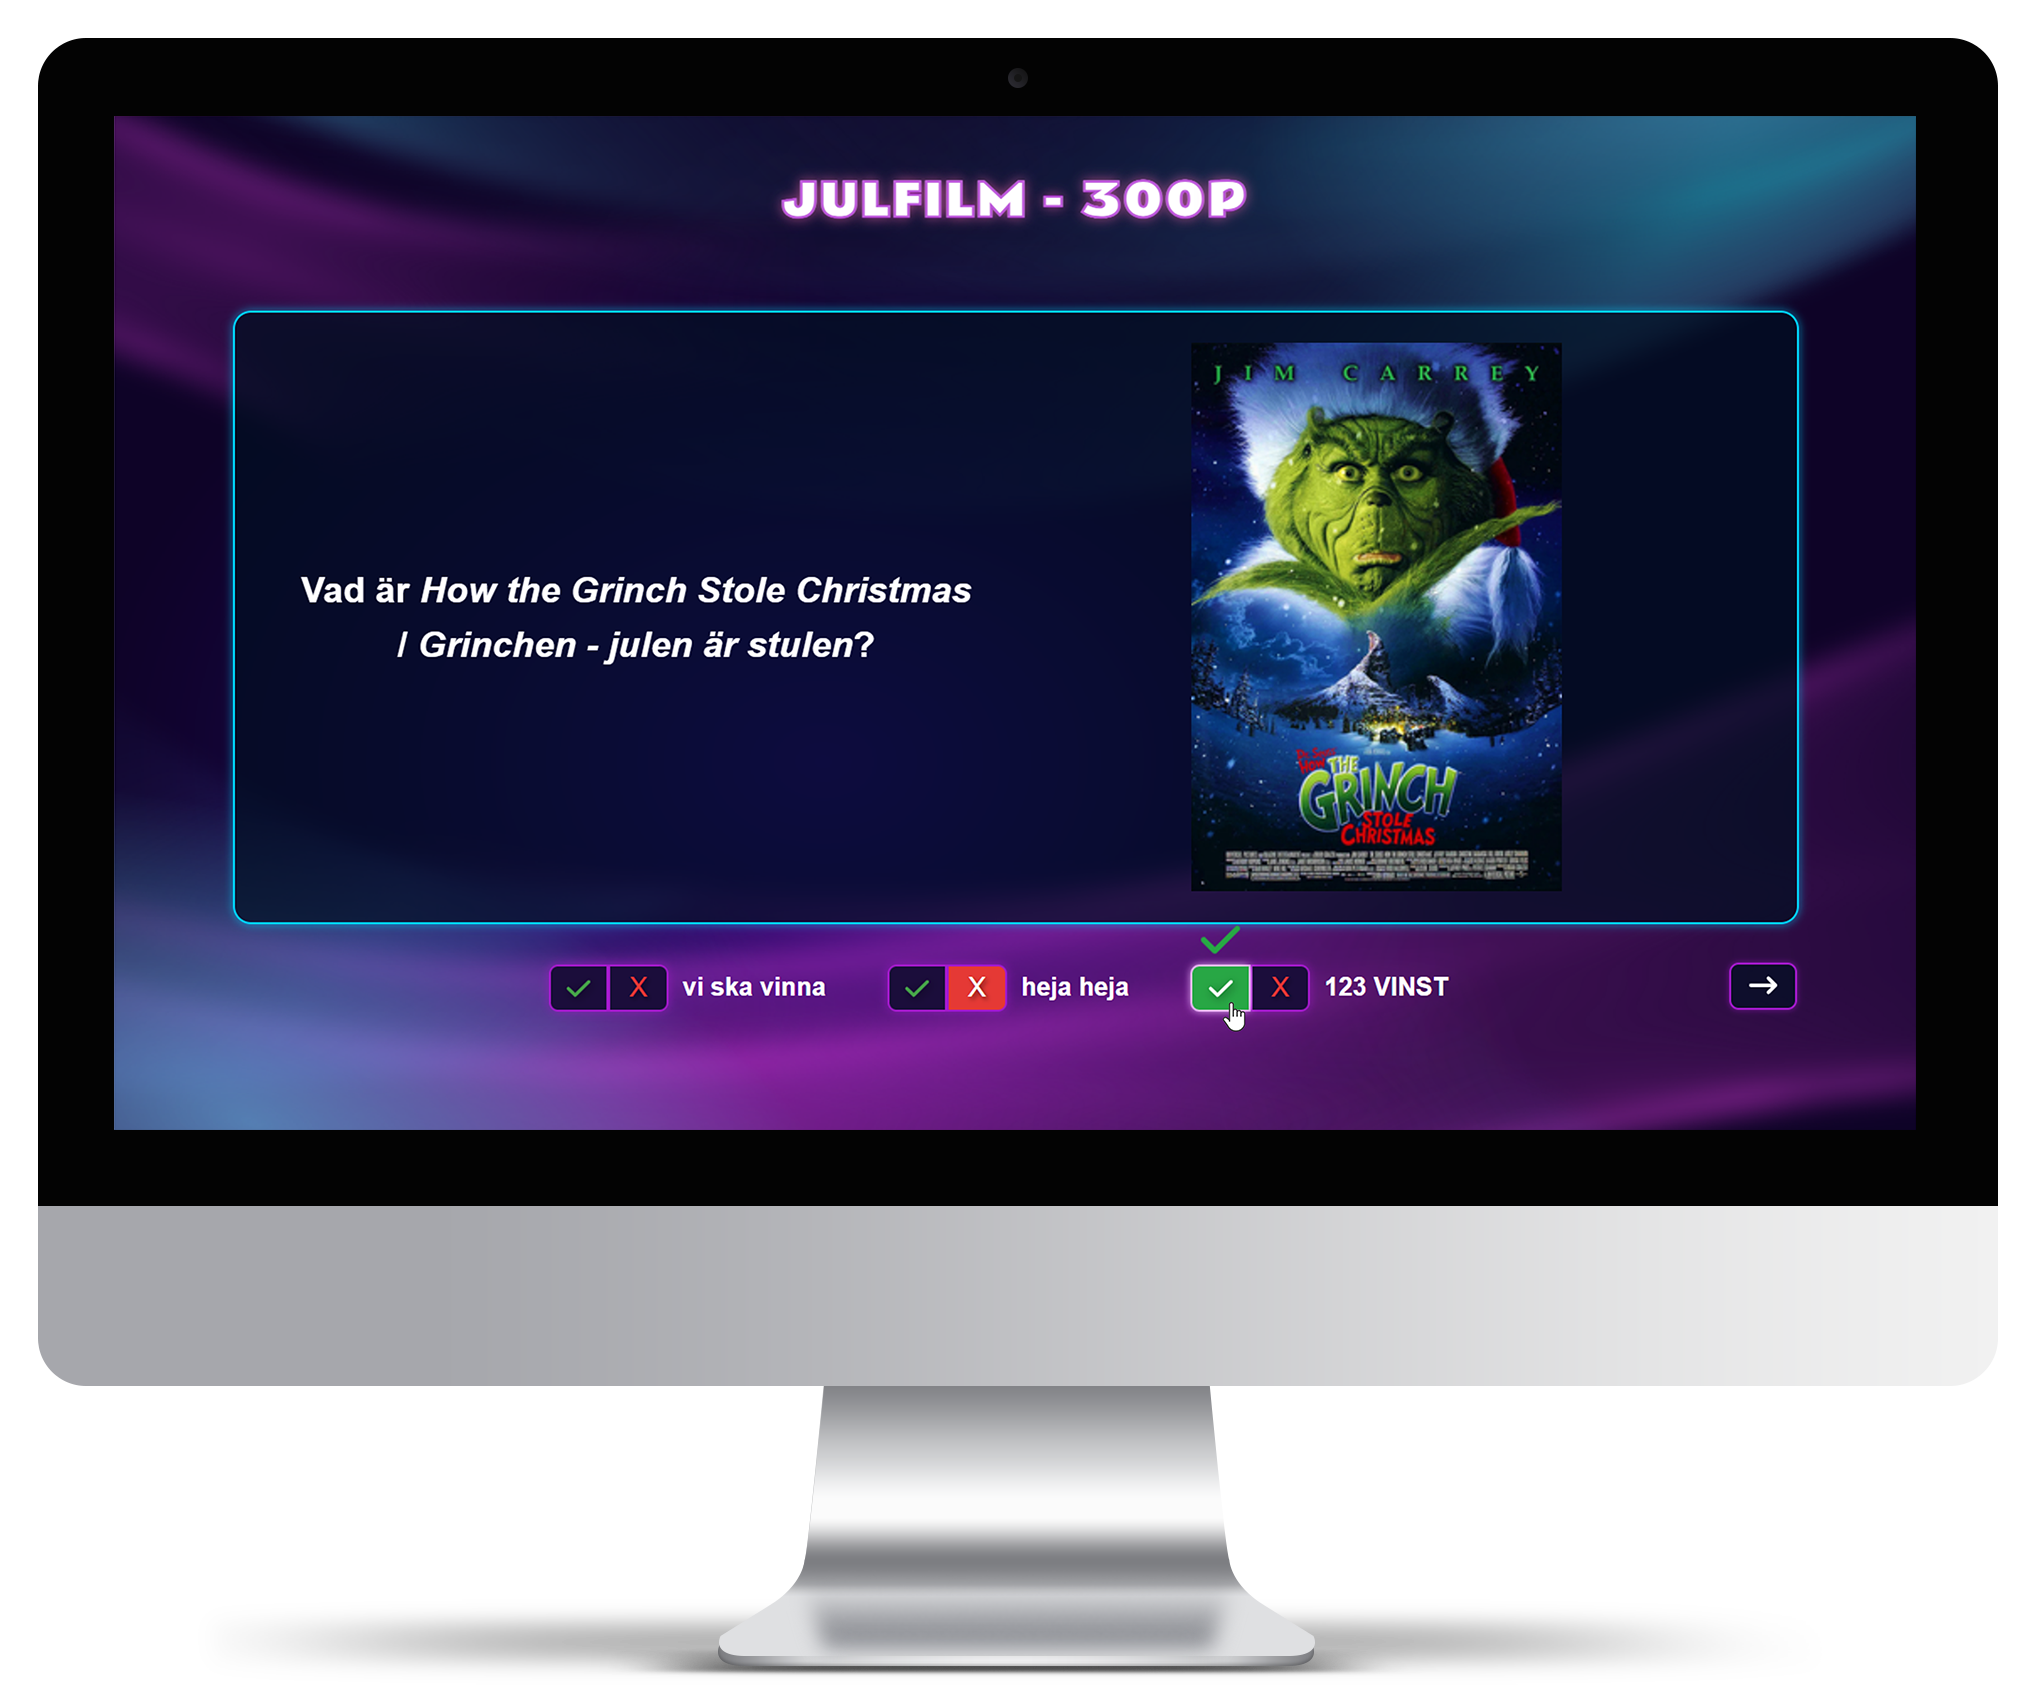 JULFILM - 300P
JIM CARREY
Vad är How the Grinch Stole Christmas
/ Grinchen - julen är stulen?
Dr. Seuss'
HOW THE
GRINCH
STOLE
CHRISTMAS
X vi ska vinna
X heja heja
X 123 VINST